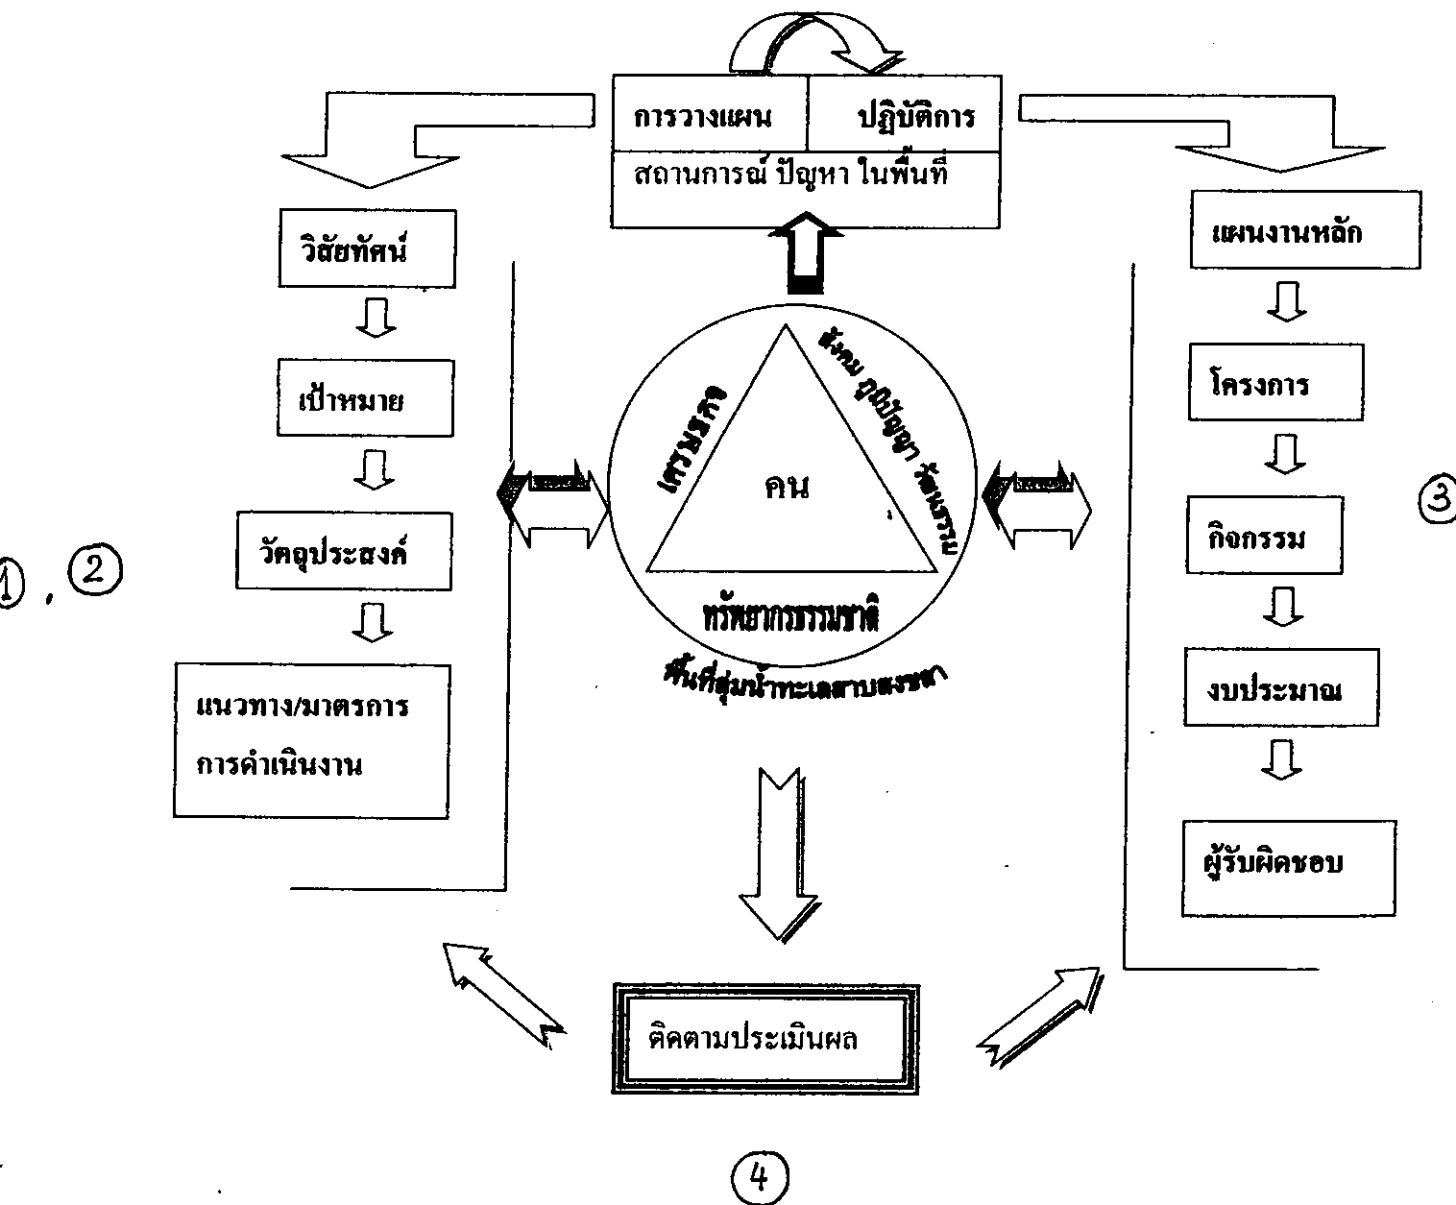 การวางแผน
ปฏิบัติการ
สถานการณ์ ปัญหา ในพื้นที่
วิสัยทัศน์
เป้าหมาย
วัตถุประสงค์
แนวทาง/มาตรการ
การดำเนินงาน
1 , 2
เศรษฐกิจ
สังคม ภูมิปัญญา วัฒนธรรม
คน
ทรัพยากรธรรมชาติ
พื้นที่ลุ่มน้ำทะเลสาบสงขลา
แผนงานหลัก
โครงการ
กิจกรรม
งบประมาณ
ผู้รับผิดชอบ
3
ติดตามประเมินผล
4